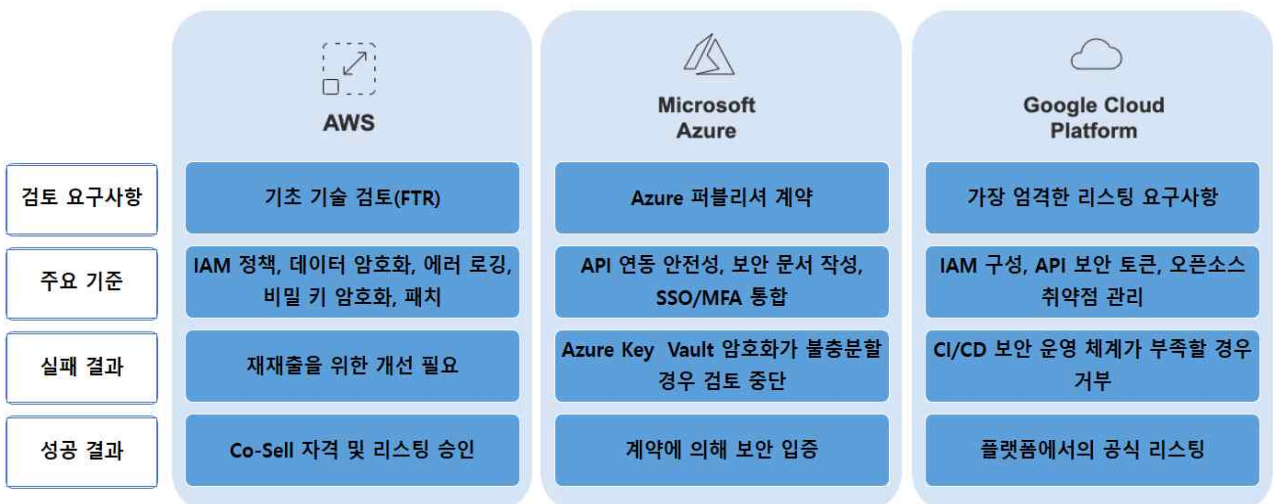 AWS
Microsoft
Azure
Google Cloud
Platform
검토 요구사항
기초 기술 검토(FTR)
Azure 퍼블리셔 계약
가장 엄격한 리스팅 요구사항
주요 기준
IAM 정책, 데이터 암호화, 에러 로깅,
비밀 키 암호화, 패치
API 연동 안전성, 보안 문서 작성,
SSO/MFA 통합
IAM 구성, API 보안 토큰, 오픈소스
취약점 관리
실패 결과
재재출을 위한 개선 필요
Azure Key Vault 암호화가 불충분할
경우 검토 중단
CI/CD 보안 운영 체계가 부족할 경우
거부
성공 결과
Co-Sell 자격 및 리스팅 승인
계약에 의해 보안 입증
플랫폼에서의 공식 리스팅